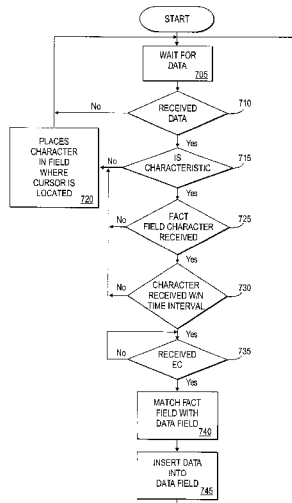 START
WAIT FOR
DATA
705
RECEIVED
DATA
710
No
Yes
PLACES
CHARACTER
IN FIELD
WHERE
CURSOR IS
LOCATED
720
IS
CHARACTERISTIC
715
No
Yes
FACT
FIELD CHARACTER
RECEIVED
725
No
Yes
CHARACTER
RECEIVED W/N
TIME INTERVAL
730
No
Yes
RECEIVED
EC
735
No
Yes
MATCH FACT
FIELD WITH
DATA FIELD
740
INSERT DATA
INTO
DATA FIELD
745